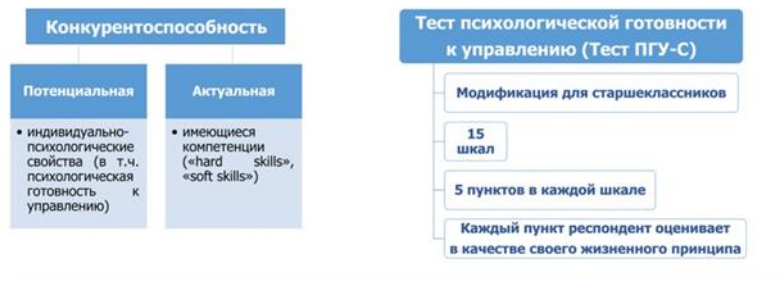 Конкурентоспособность
Потенциальная
• индивидуально-
психологические
свойства (в т.ч.
психологическая
готовность к
управлению)
Актуальная
• имеющиеся
компетенции
(«hard skills»,
«soft skills»)
Тест психологической готовности
к управлению (Тест ПГУ-С)
Модификация для старшеклассников
15
шкал
5 пунктов в каждой шкале
Каждый пункт респондент оценивает
в качестве своего жизненного принципа